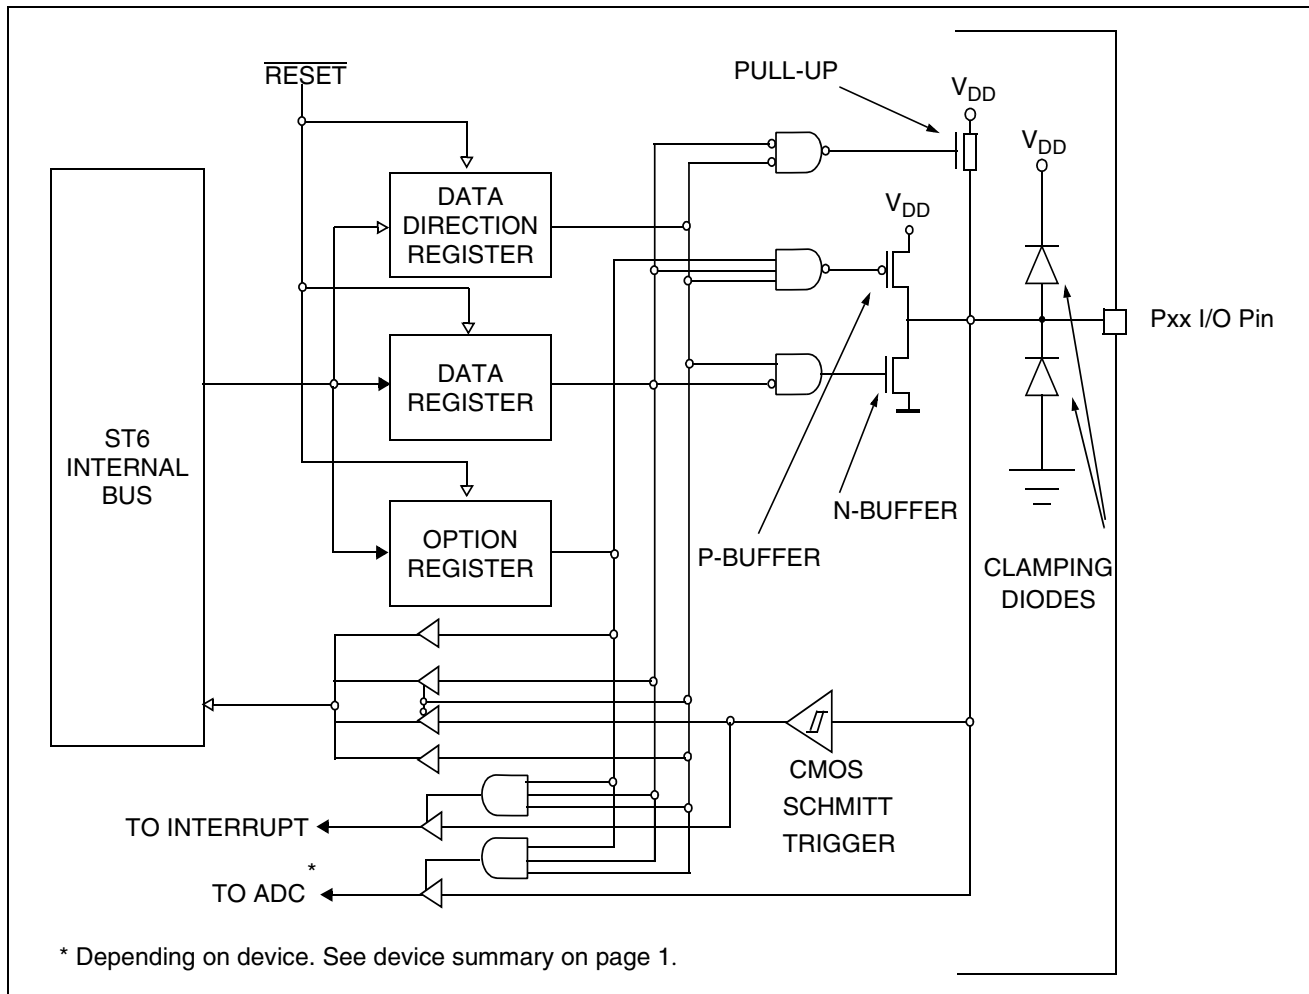 RESET
PULL-UP
VDD
VDD
DATA
DIRECTION
REGISTER
VDD
Pxx I/O Pin
DATA
REGISTER
ST6
INTERNAL
BUS
N-BUFFER
OPTION
REGISTER
P-BUFFER
CLAMPING
DIODES
CMOS
SCHMITT
TRIGGER
TO INTERRUPT
TO ADC *
* Depending on device. See device summary on page 1.